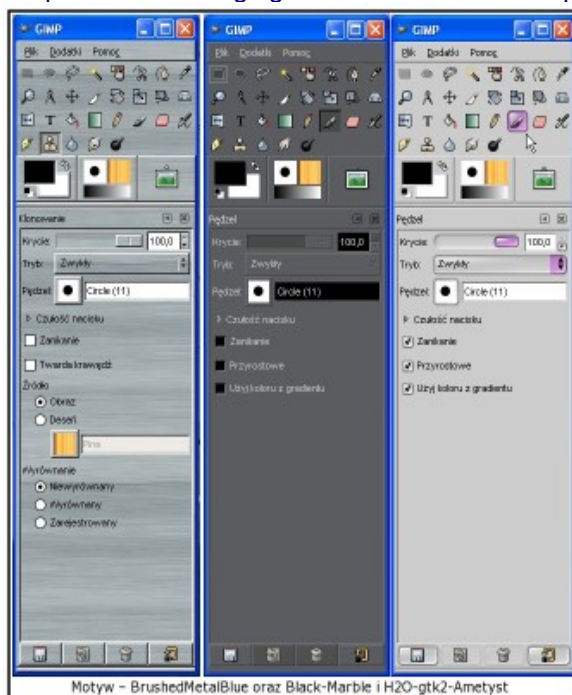 GIMP
Plik Dodatki Pomoc
Klonowanie
Krycie: 100,0
Tryb: Zwykły
Pędzel: Circle (11)
Czułość nacisku
Zanikanie
Twarda krawędź
Źródło
Obraz
Deseń
Pine
Wyrównanie
Niewyrównany
Wyrównany
Zarejestrowany
GIMP
Plik Dodatki Pomoc
Pędzel
Krycie: 100,0
Tryb: Zwykły
Pędzel: Circle (11)
Czułość nacisku
Zanikanie
Przyrostowe
Użyj koloru z gradientu
GIMP
Plik Dodatki Pomoc
Pędzel
Krycie: 100,0
Tryb: Zwykły
Pędzel: Circle (11)
Czułość nacisku
Zanikanie
Przyrostowe
Użyj koloru z gradientu
Motyw - BrushedMetalBlue oraz Black-Marble i H2O-gtk2-Ametyst